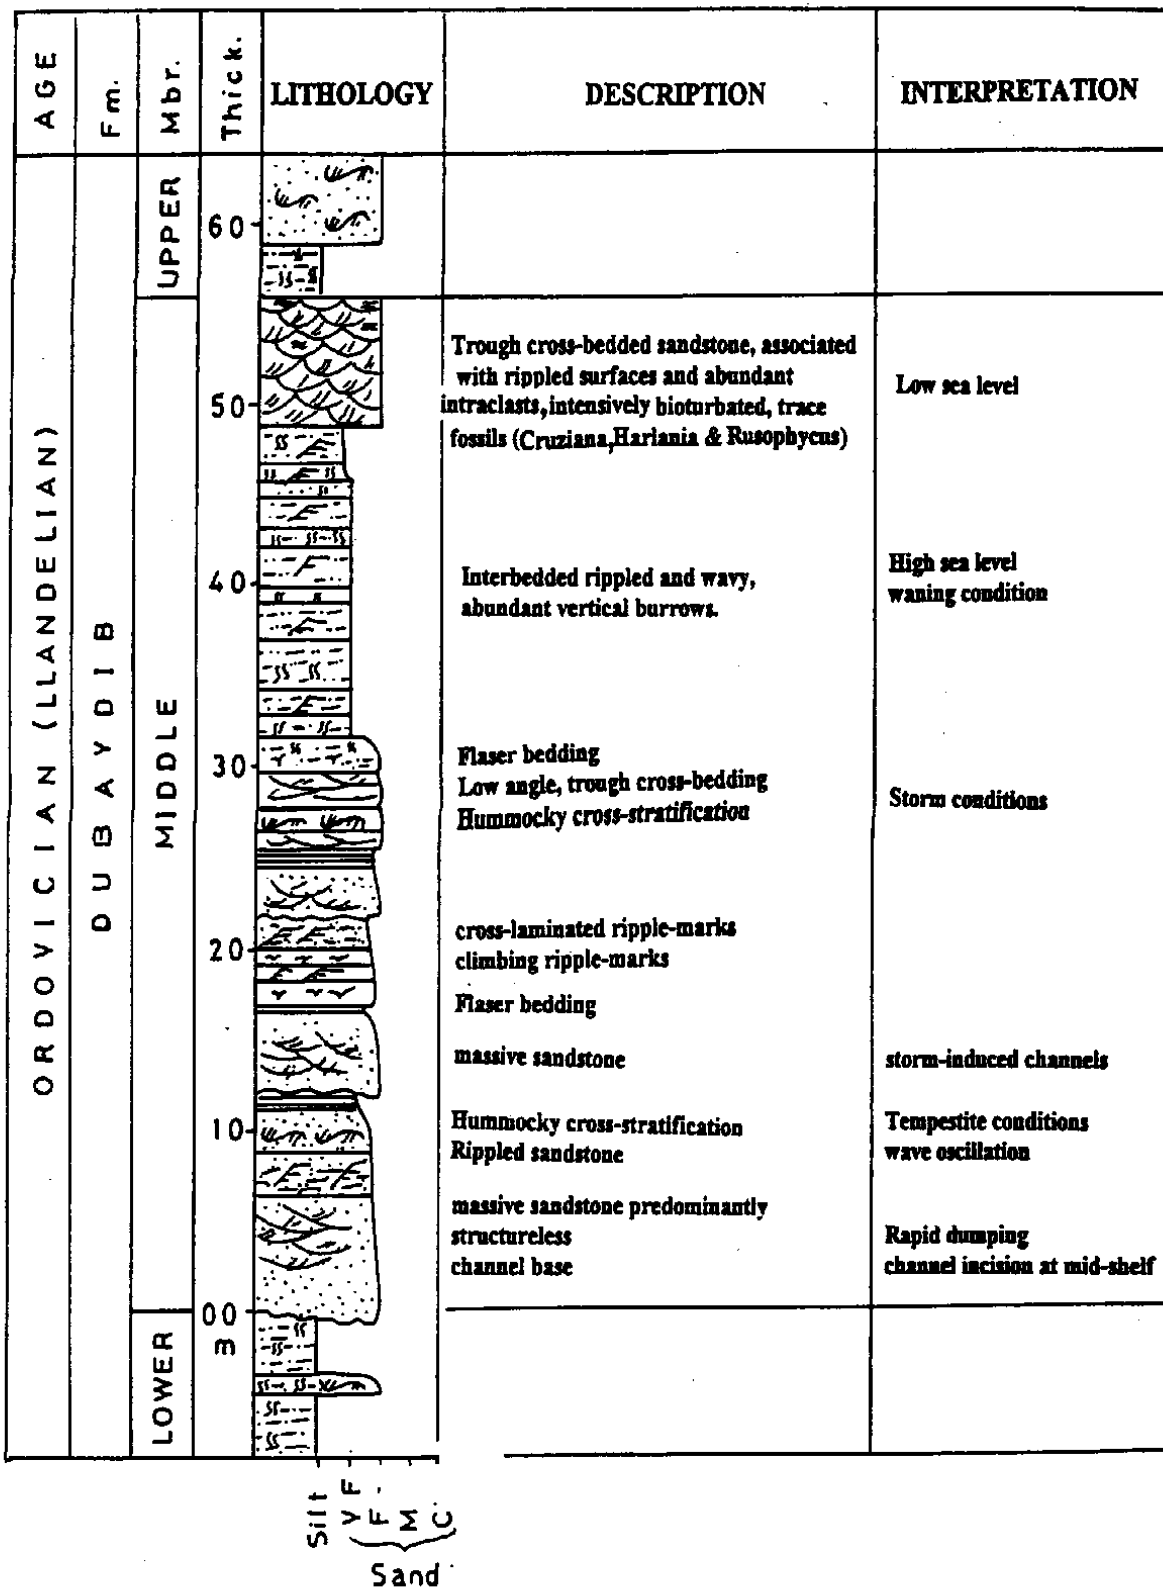 AGE
Fm.
Mbr.
Thick.
LITHOLOGY
DESCRIPTION
INTERPRETATION
ORDOVICIAN (LLANDELIAN)
DUBAYDIB
UPPER
MIDDLE
LOWER
60
50
40
30
20
10
00
m
Trough cross-bedded sandstone, associated
with rippled surfaces and abundant
intraclasts, intensively bioturbated, trace
fossils (Cruziana, Harlania & Rusophycus)
Low sea level
Interbedded rippled and wavy,
abundant vertical burrows.
High sea level
waning condition
Flaser bedding
Low angle, trough cross-bedding
Hummocky cross-stratification
Storm conditions
cross-laminated ripple-marks
climbing ripple-marks
Flaser bedding
massive sandstone
storm-induced channels
Hummocky cross-stratification
Rippled sandstone
Tempestite conditions
wave oscillation
massive sandstone predominantly
structureless
channel base
Rapid dumping
channel incision at mid-shelf
Silt
VF
F
M
C
Sand